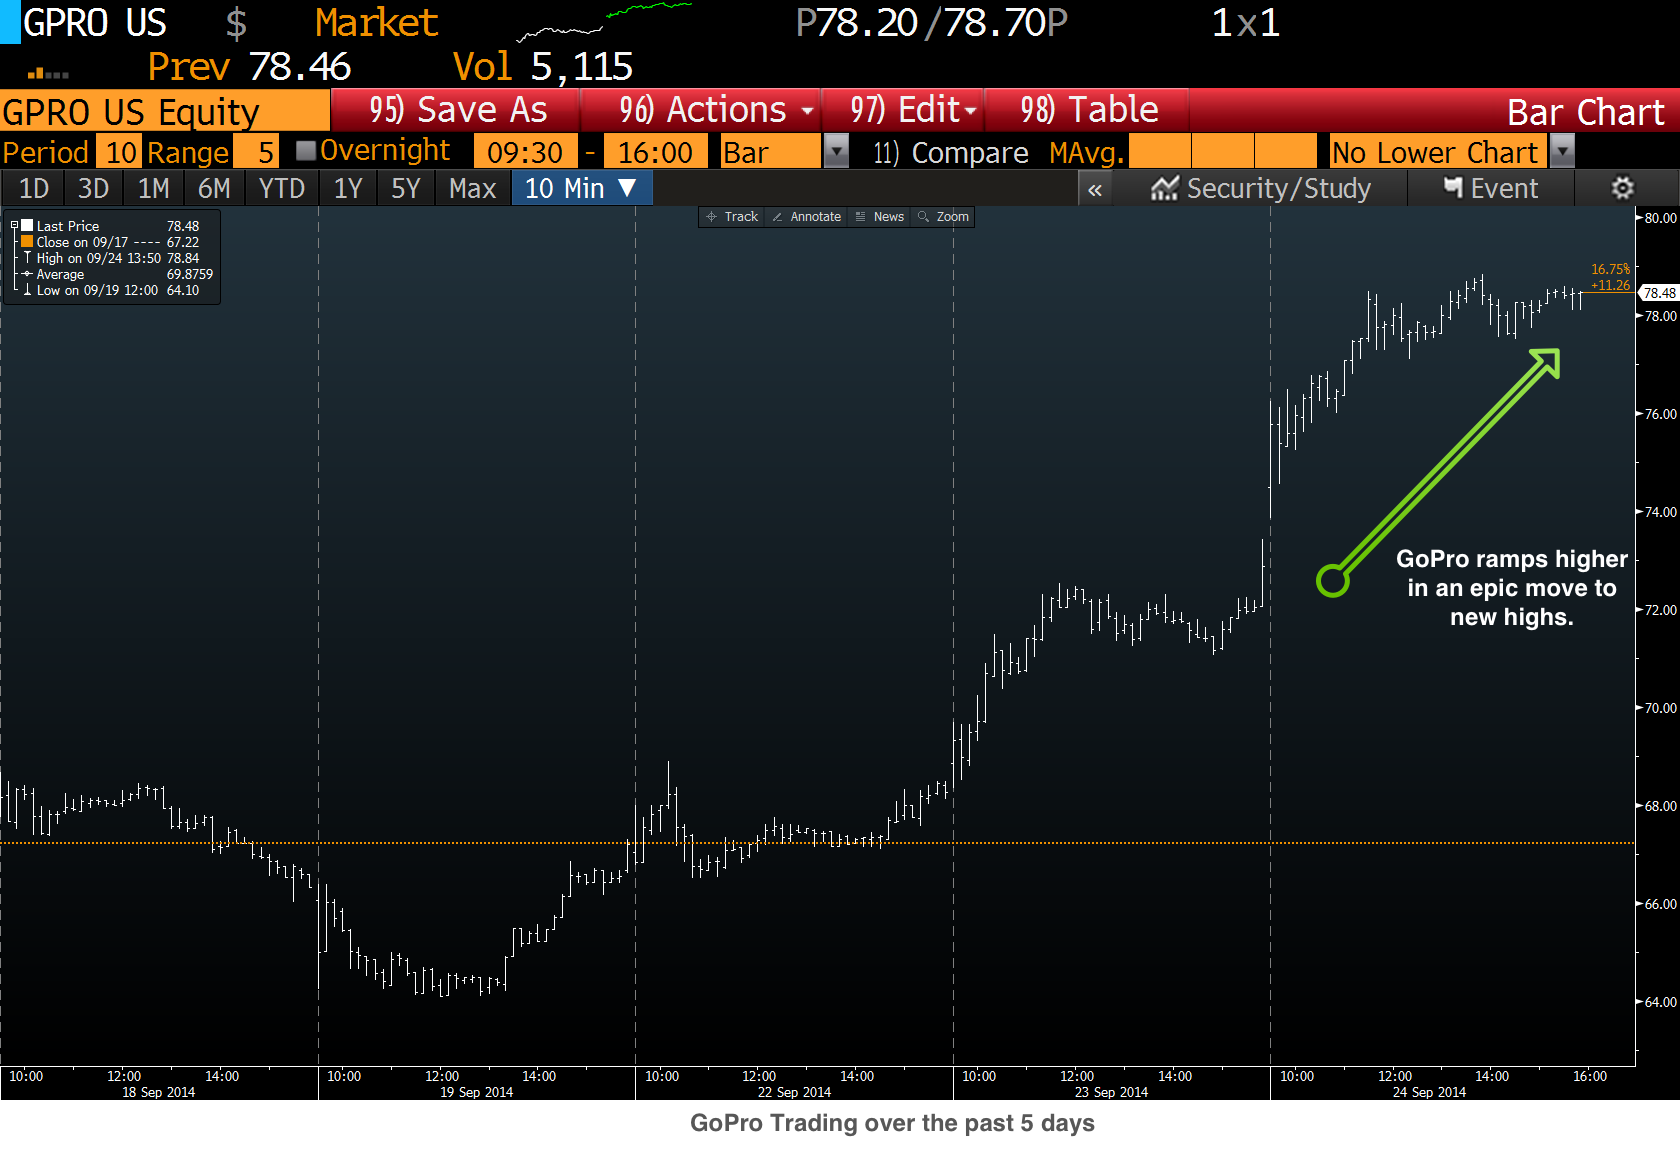 GPRO US $ Market P78.20/78.70P 1x1
Prev 78.46 Vol 5,115
GPRO US Equity 95) Save As 96) Actions 97) Edit 98) Table Bar Chart
Period 10 Range 5 Overnight 09:30 - 16:00 Bar 11) Compare MAvg. No Lower Chart
1D 3D 1M 6M YTD 1Y 5Y Max 10 Min ▼ « Security/Study Event
Track Annotate News Zoom
Last Price 78.48
Close on 09/17 ---- 67.22
High on 09/24 13:50 78.84
Average 69.8759
Low on 09/19 12:00 64.10
80.00
16.75%
+11.26
78.48
78.00
76.00
74.00
GoPro ramps higher
in an epic move to
new highs.
72.00
70.00
68.00
66.00
64.00
10:00 12:00 14:00 10:00 12:00 14:00 10:00 12:00 14:00 10:00 12:00 14:00 10:00 12:00 14:00 16:00
18 Sep 2014 19 Sep 2014 22 Sep 2014 23 Sep 2014 24 Sep 2014
GoPro Trading over the past 5 days